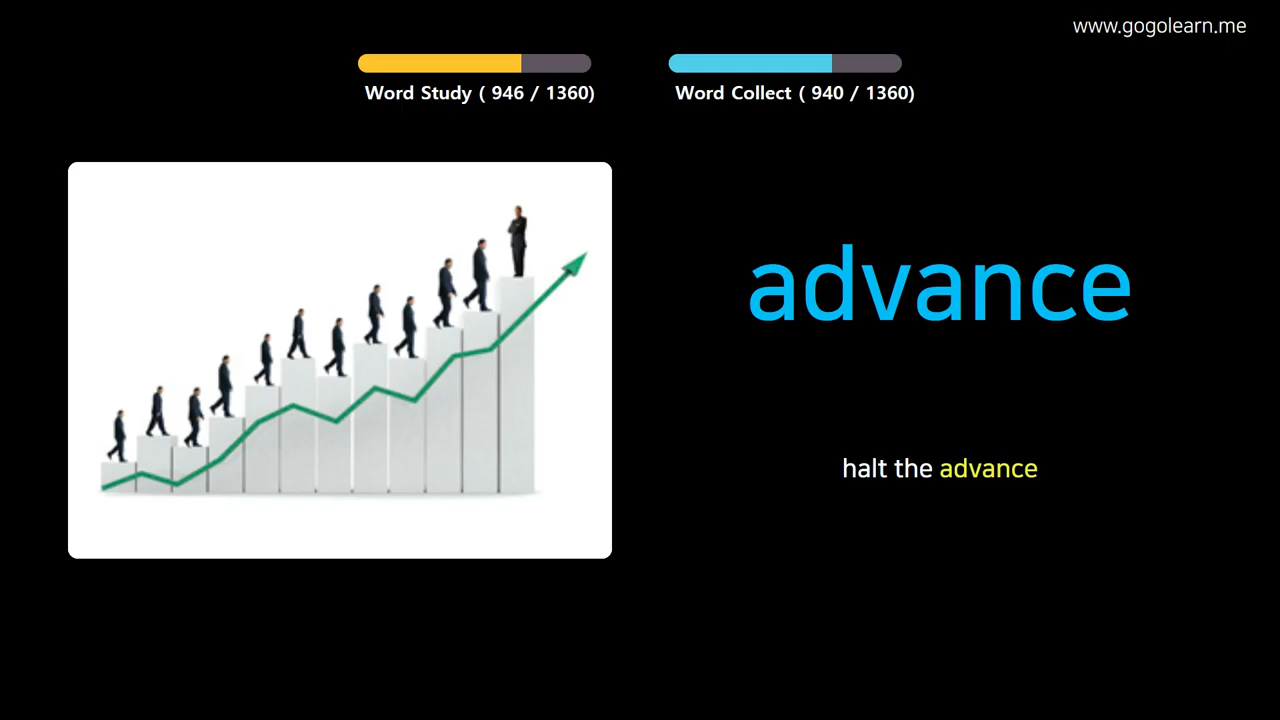 www.gogolearn.me
Word Study ( 946 / 1360)
Word Collect ( 940 / 1360)
advance
halt the advance